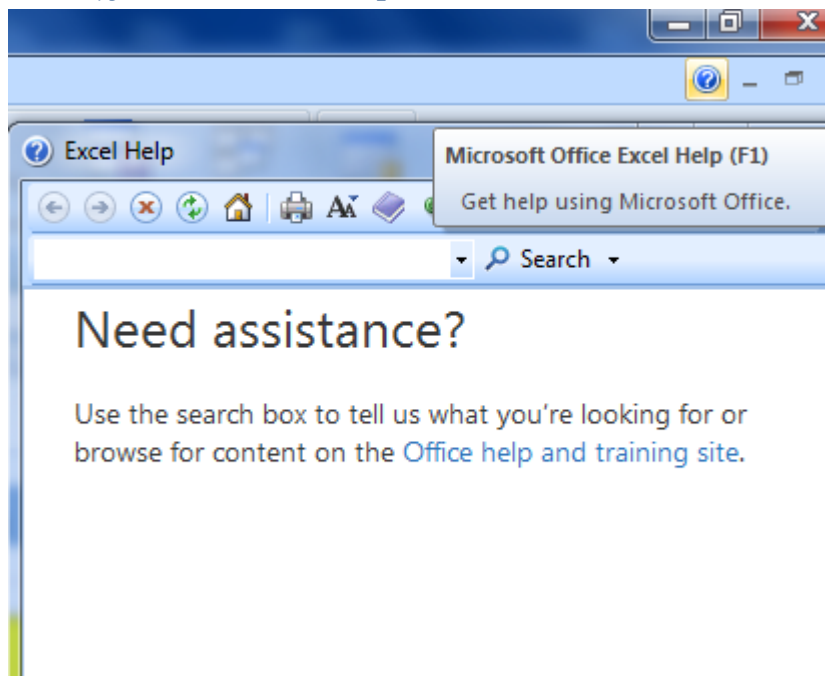 Excel Help
Microsoft Office Excel Help (F1)
Get help using Microsoft Office.
Search
Need assistance?
Use the search box to tell us what you're looking for or
browse for content on the Office help and training site.